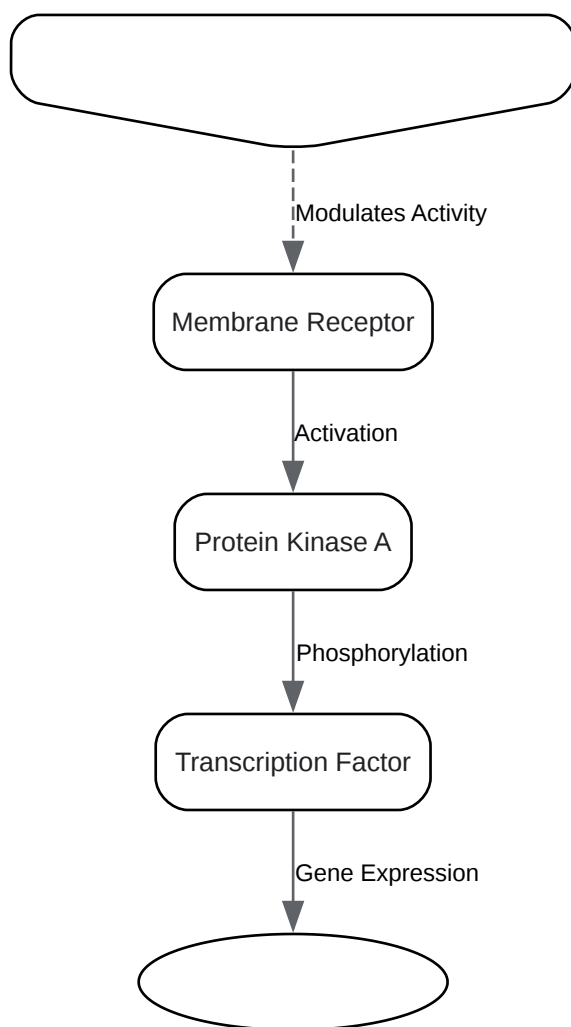 Modulates Activity
Membrane Receptor
Activation
Protein Kinase A
Phosphorylation
Transcription Factor
Gene Expression